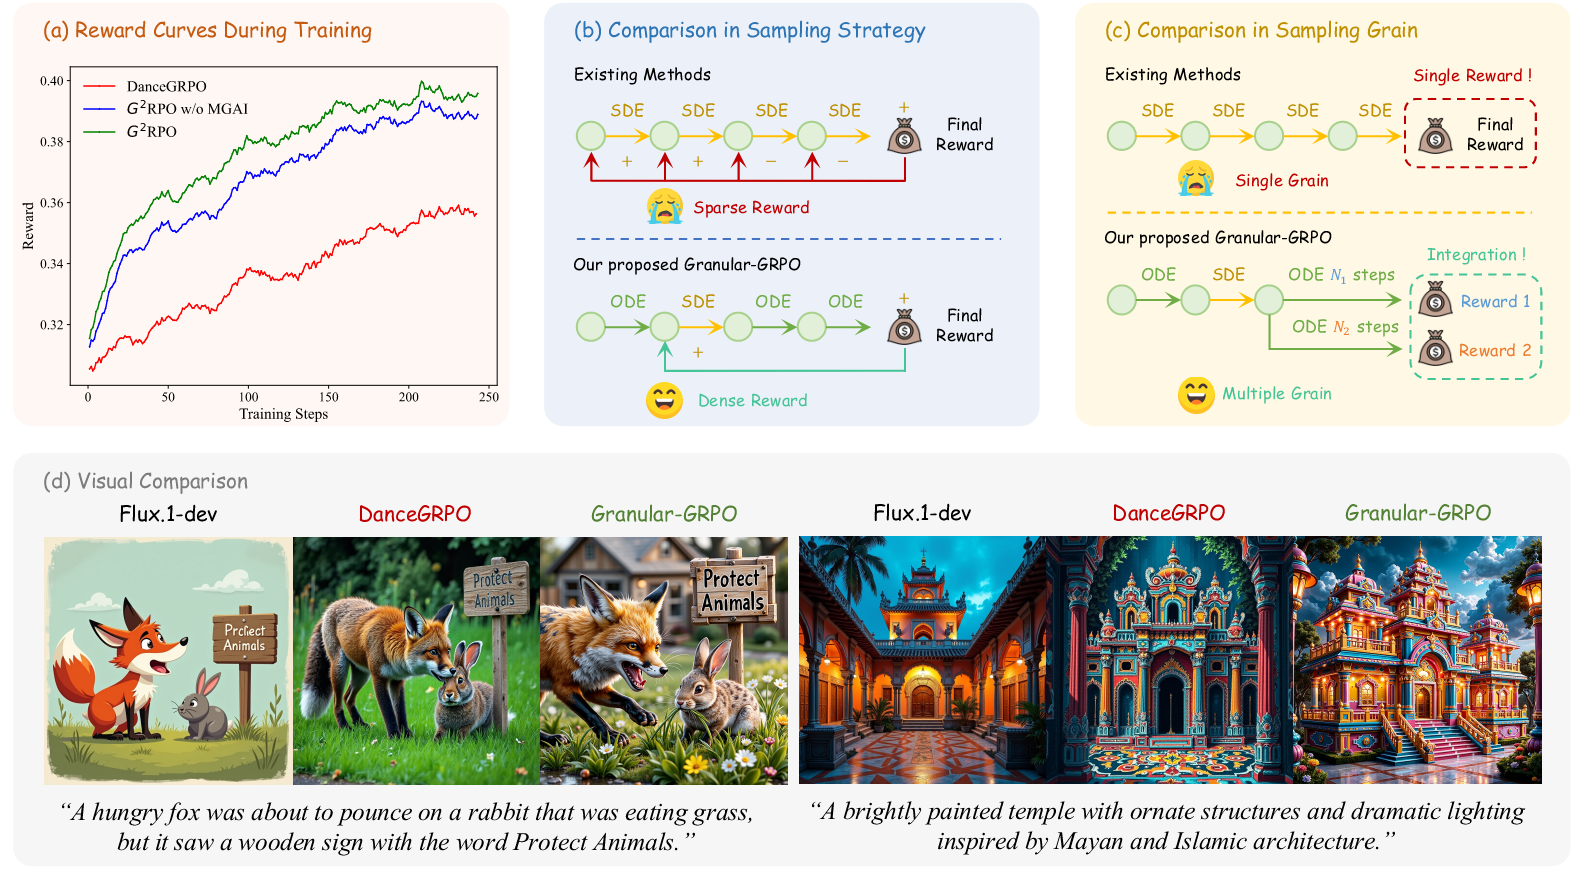 (a) Reward Curves During Training
0.40
0.38
0.36
0.34
0.32
Reward
DanceGRPO
G²RPO w/o MGAI
G²RPO
0 50 100 150 200 250
Training Steps
(b) Comparison in Sampling Strategy
Existing Methods
SDE SDE SDE SDE +
$
Final
Reward
+ + − −
Sparse Reward
Our proposed Granular-GRPO
ODE SDE ODE ODE +
$
Final
Reward
+
Dense Reward
(c) Comparison in Sampling Grain
Existing Methods
Single Reward !
SDE SDE SDE SDE
$
Final
Reward
Single Grain
Our proposed Granular-GRPO
Integration !
ODE SDE ODE N₁ steps
$ Reward 1
ODE N₂ steps
$ Reward 2
Multiple Grain
(d) Visual Comparison
Flux.1-dev DanceGRPO Granular-GRPO Flux.1-dev DanceGRPO Granular-GRPO
Prcfiect
Animals
Protect
Animals
Protect
Animals
“A hungry fox was about to pounce on a rabbit that was eating grass,
but it saw a wooden sign with the word Protect Animals.”
“A brightly painted temple with ornate structures and dramatic lighting
inspired by Mayan and Islamic architecture.”